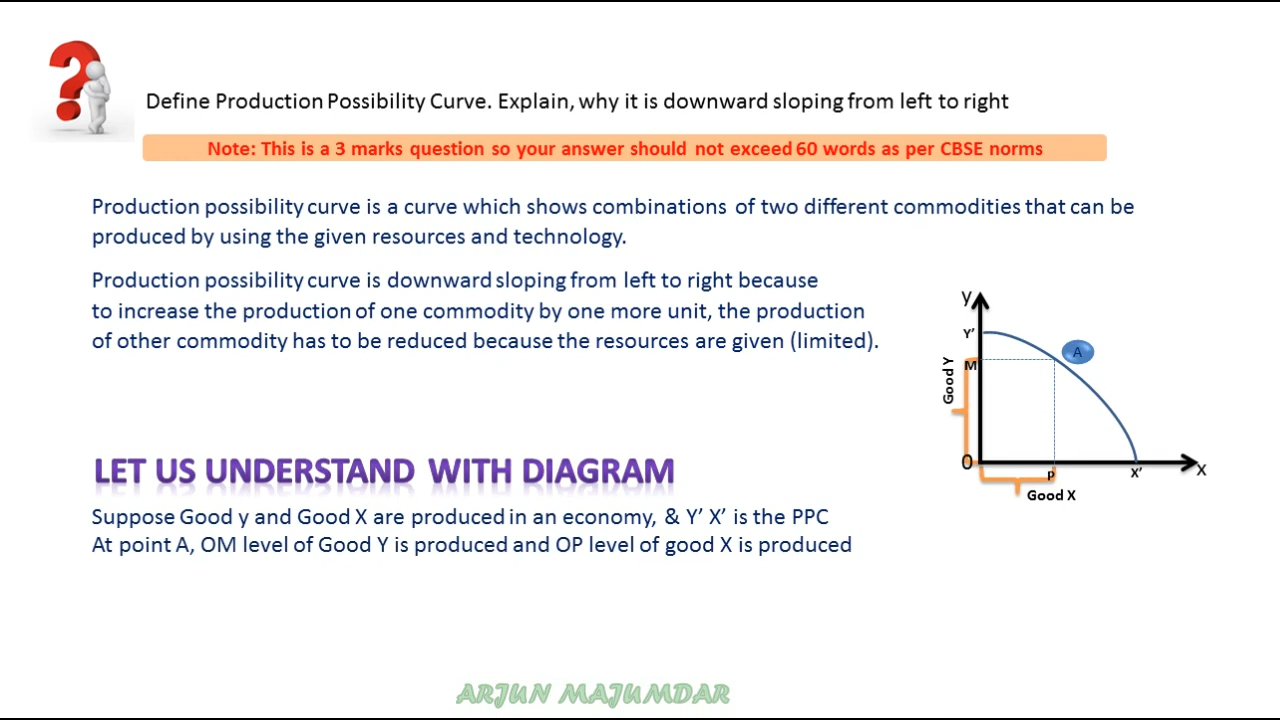 Define Production Possibility Curve. Explain, why it is downward sloping from left to right
Note: This is a 3 marks question so your answer should not exceed 60 words as per CBSE norms
Production possibility curve is a curve which shows combinations of two different commodities that can be
produced by using the given resources and technology.
Production possibility curve is downward sloping from left to right because
to increase the production of one commodity by one more unit, the production
of other commodity has to be reduced because the resources are given (limited).
y
Y’
A
M
Good Y
O
P
X’
x
Good X
LET US UNDERSTAND WITH DIAGRAM
Suppose Good y and Good X are produced in an economy, & Y’ X’ is the PPC
At point A, OM level of Good Y is produced and OP level of good X is produced
ARJUN MAJUMDAR